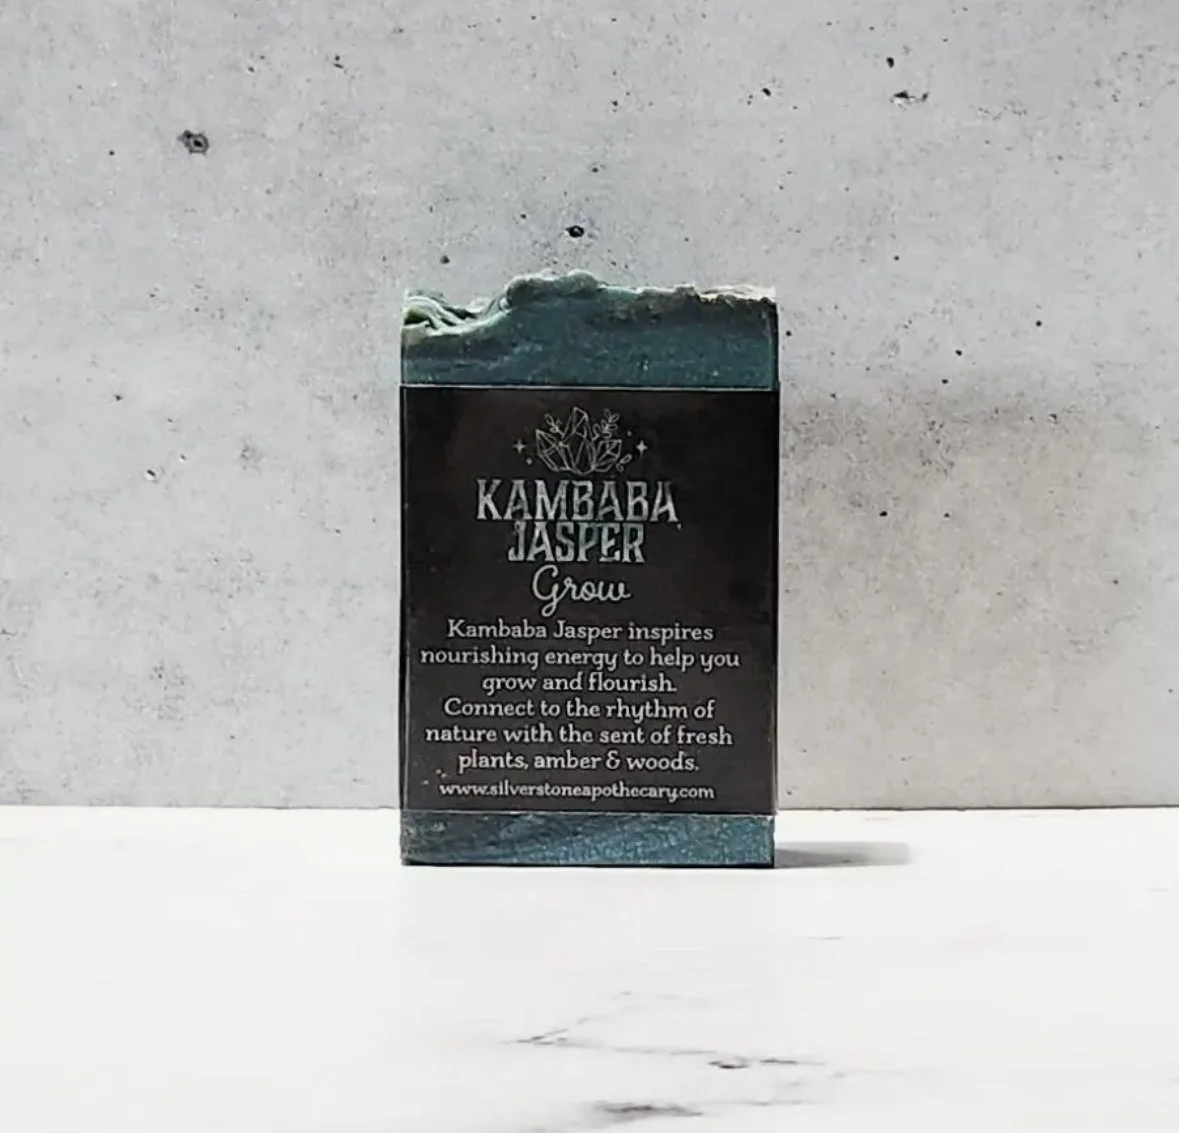 KAMBABA
JASPER
Grow
Kambaba Jasper inspires
nourishing energy to help you
grow and flourish.
Connect to the rhythm of
nature with the sent of fresh
plants, amber & woods.
www.silverstoneapothecary.com